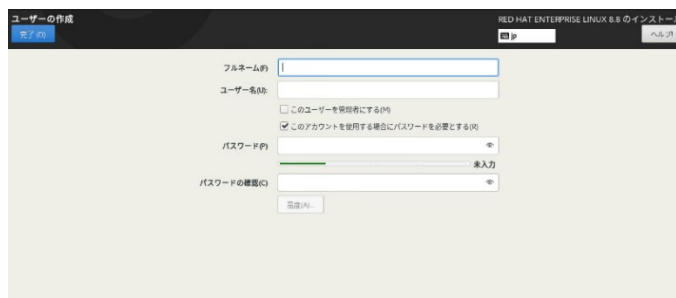 ユーザーの作成
RED HAT ENTERPRISE LINUX 8.8 のインストール
完了(D)
jp
ヘルプ!
フルネーム(F)
ユーザー名(U)
このユーザーを管理者にする(M)
このアカウントを使用する場合にパスワードを必要とする(R)
パスワード(P)
未入力
パスワードの確認(C)